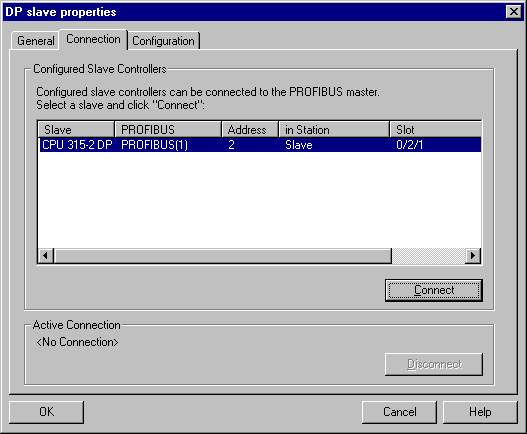 DP slave properties
General Connection Configuration
Configured Slave Controllers
Configured slave controllers can be connected to the PROFIBUS master.
Select a slave and click "Connect":
Slave PROFIBUS Address in Station Slot
CPU 315-2 DP PROFIBUS(1) 2 Slave 0/2/1
Connect
Active Connection
<No Connection>
Disconnect
OK Cancel Help